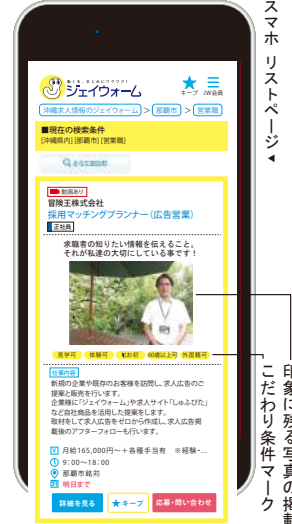 スマホ リストページ◀
働くを、まじめにワクワク!
ジェイウォーム
キープ JW会員
沖縄求人情報のジェイウォーム > 那覇市 > 営業職
■現在の検索条件
[沖縄県内] [那覇市] [営業職]
さらに絞込む
動画あり
冒険王株式会社
採用マッチングプランナー(広告営業)
正社員
求職者の知りたい情報を伝えること。
それが私達の大切にしている事です!
見学可 体験可 お初 60歳以上可 外国籍可
仕事内容
新規の企業や既存のお客様を訪問し、求人広告のご
提案と販売を行います。
企業様に「ジェイウォーム」や求人サイト「しゅふぴた」
など自社商品を活用した提案をします。
取材をして求人広告をゼロから作成し、求人広告掲
載後のアフターフォローも行います。
月給165,000円〜+各種手当有 ※経験・...
9:00〜18:00
那覇市銘苅
明日まで
詳細を見る ★キープ 応募・問い合わせ
印象に残る写真の掲載
こだわり条件マーク